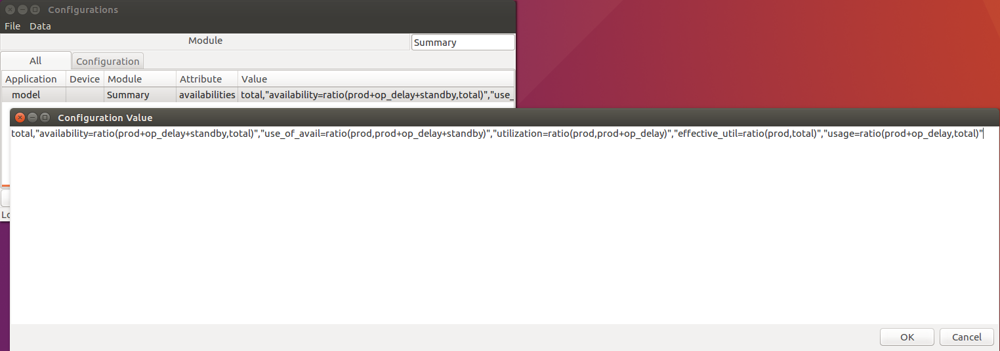 Configurations
File Data
Module Summary
All Configuration
Application Device Module Attribute Value
model Summary availabilities total,"availability=ratio(prod+op_delay+standby,total)","use_
Configuration Value
total,"availability=ratio(prod+op_delay+standby,total)","use_of_avail=ratio(prod,prod+op_delay+standby)","utilization=ratio(prod,prod+op_delay)","effective_util=ratio(prod,total)","usage=ratio(prod+op_delay,total)"
Lo
OK Cancel